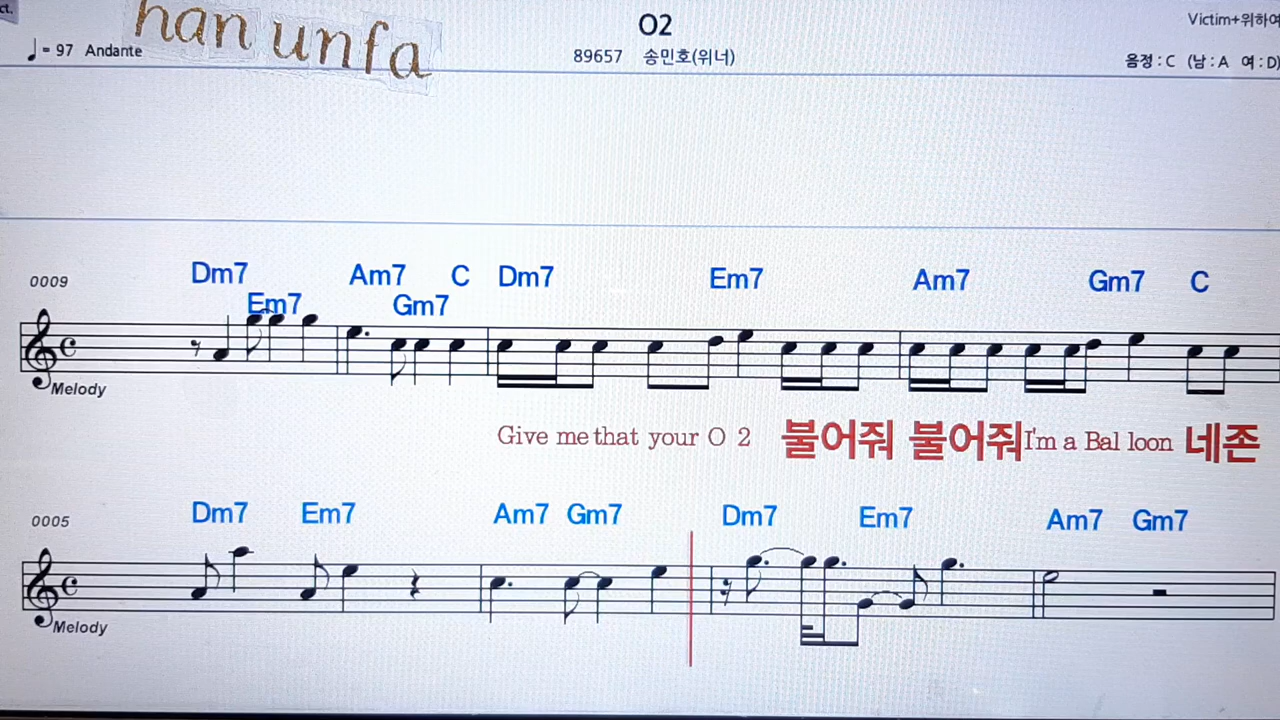 ct.
han unfa
O2
Victim+위하여
♩= 97 Andante
89657 송민호(위너)
음정 : C (남 : A 여 : D)
0009
Dm7 Am7 C Dm7 Em7 Am7 Gm7 C
Em7 Gm7
Melody
Give me that your O 2 불어줘 불어줘 I'm a Bal loon 네존
0005
Dm7 Em7 Am7 Gm7 Dm7 Em7 Am7 Gm7
Melody